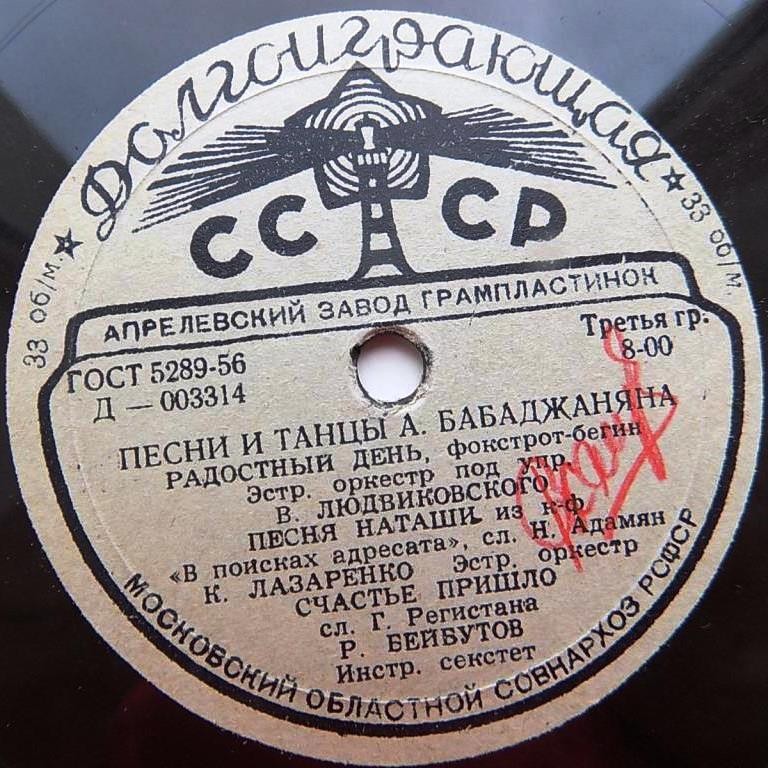 Долгоиграющая
33 об/м.
33 об/м.
СССР
АПРЕЛЕВСКИЙ ЗАВОД ГРАМПЛАСТИНОК
ГОСТ 5289-56
Д — 003314
Третья гр.
8-00
ПЕСНИ И ТАНЦЫ А. БАБАДЖАНЯНА
РАДОСТНЫЙ ДЕНЬ, фокстрот-бегин
Эстр. оркестр под упр.
В. ЛЮДВИКОВСКОГО
ПЕСНЯ НАТАШИ из к-ф
«В поисках адресата», сл. Н. Адамян
К. ЛАЗАРЕНКО Эстр. оркестр
СЧАСТЬЕ ПРИШЛО
сл. Г. Регистана
Р. БЕЙБУТОВ
Инстр. секстет
МОСКОВСКИЙ ОБЛАСТНОЙ СОВНАРХОЗ РСФСР